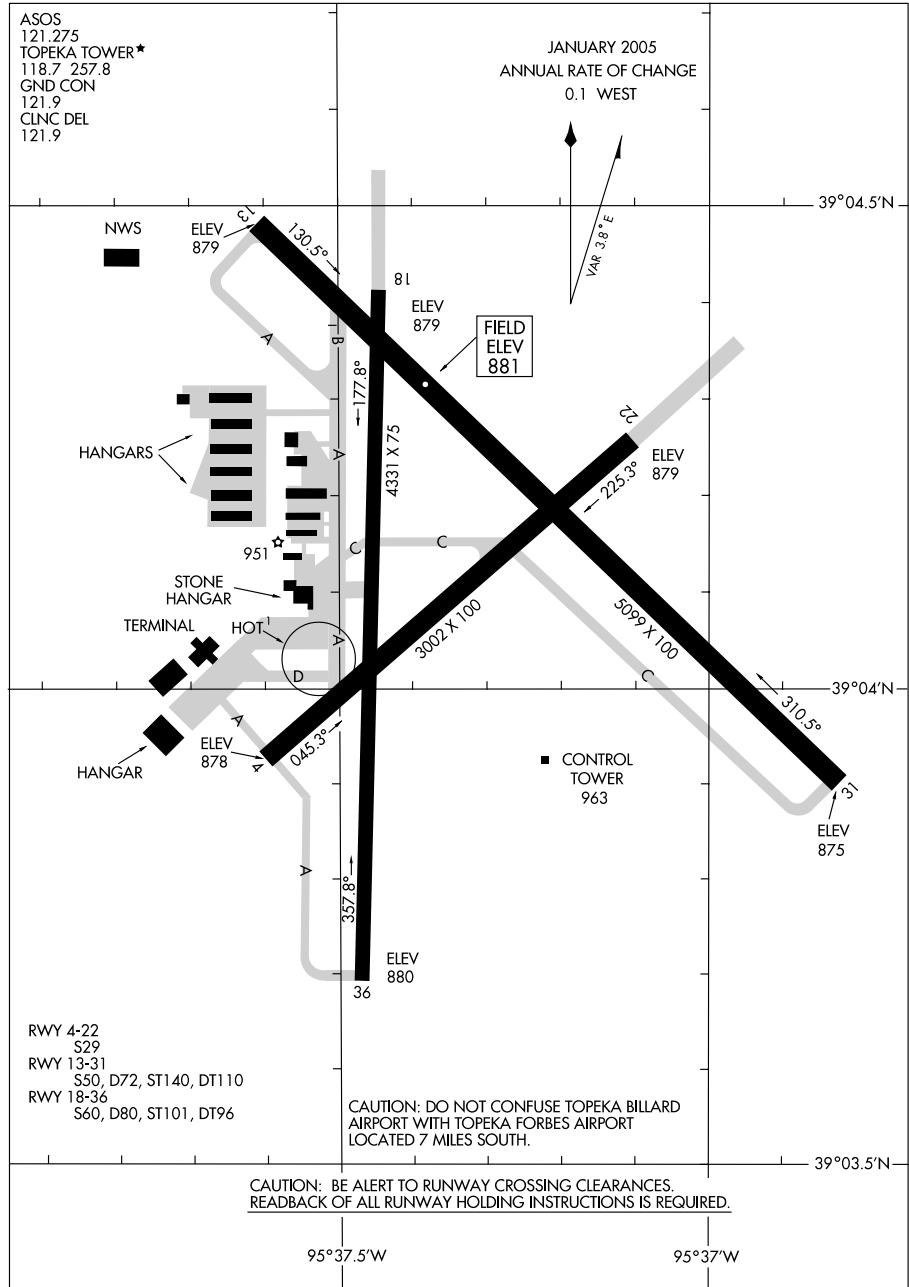 ASOS
121.275
TOPEKA TOWER★
118.7 257.8
GND CON
121.9
CLNC DEL
121.9
JANUARY 2005
ANNUAL RATE OF CHANGE
0.1 WEST
VAR 3.8° E
39°04.5'N
NWS
ELEV
879
13
130.5°
18
ELEV
879
FIELD
ELEV
881
A
B
177.8°
4331 X 75
22
ELEV
879
225.3°
HANGARS
A
951
C
C
STONE
HANGAR
TERMINAL
HOT 1
A
D
3002 X 100
5099 X 100
C
39°04'N
310.5°
A
ELEV
878
4
045.3°
HANGAR
CONTROL
TOWER
963
31
ELEV
875
A
357.8°
ELEV
880
36
RWY 4-22
S29
RWY 13-31
S50, D72, ST140, DT110
RWY 18-36
S60, D80, ST101, DT96
CAUTION: DO NOT CONFUSE TOPEKA BILLARD
AIRPORT WITH TOPEKA FORBES AIRPORT
LOCATED 7 MILES SOUTH.
39°03.5'N
CAUTION: BE ALERT TO RUNWAY CROSSING CLEARANCES.
READBACK OF ALL RUNWAY HOLDING INSTRUCTIONS IS REQUIRED.
95°37.5'W
95°37'W